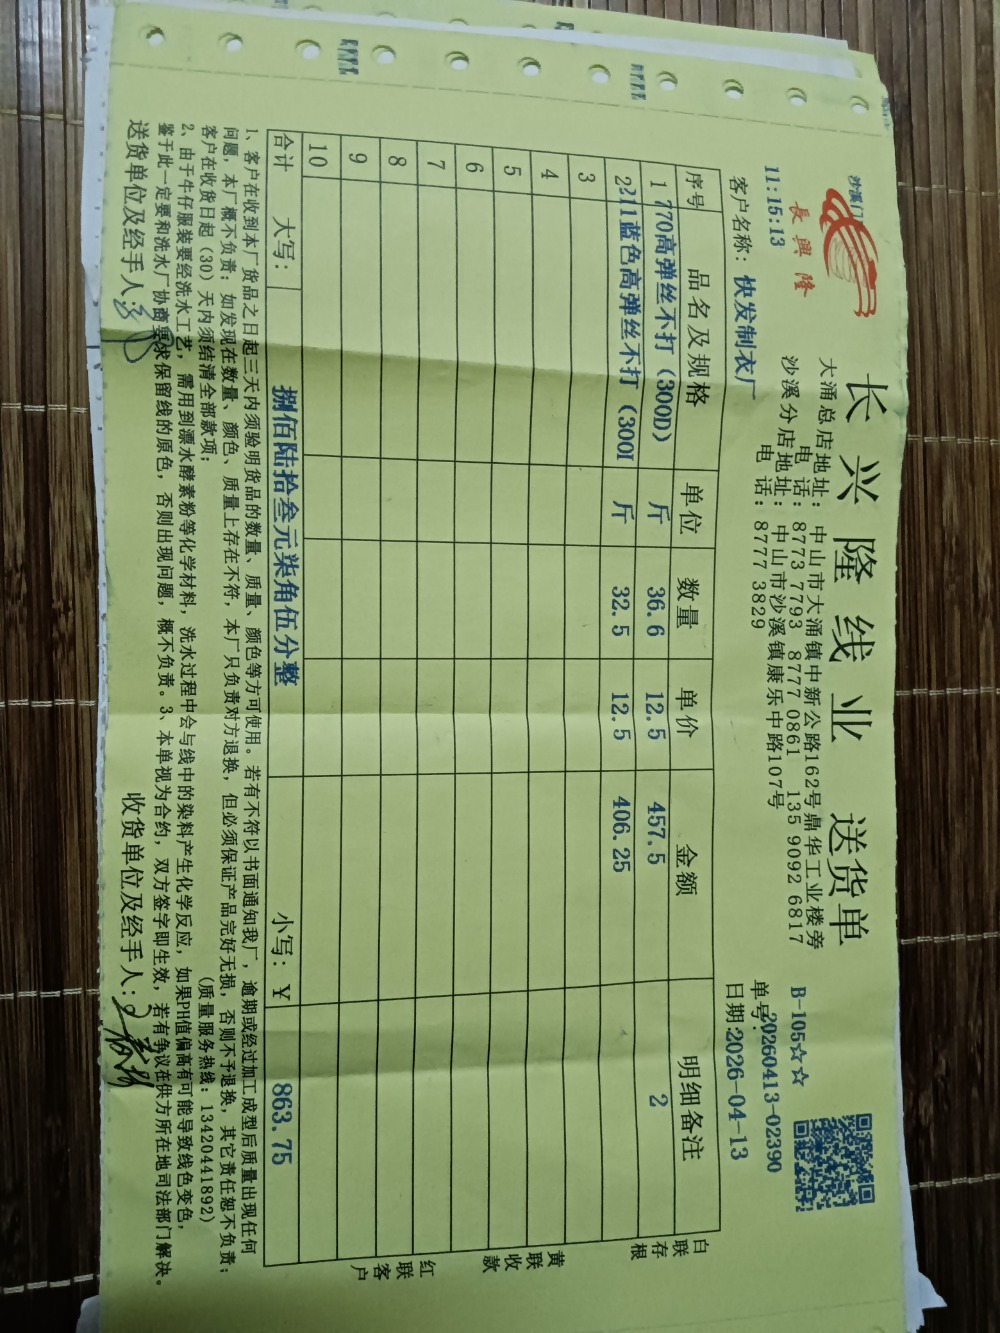 沙溪门
長興隆
长兴隆线业 送货单
大涌总店地址：中山市大涌镇中新公路162号鼎华工业楼旁
电话：8773 7793 8777 0861 135 9092 6817
沙溪分店地址：中山市沙溪镇康乐中路107号
电话：8777 3829
B-105☆☆
11:15:13
单号：20260413-02390
客户名称：快发制衣厂
日期：2026-04-13
序号 品名及规格 单位 数量 单价 金额 明细备注
1 770高弹丝不打（300D） 斤 36.6 12.5 457.5 2
2 211蓝色高弹丝不打（300I 斤 32.5 12.5 406.25
3
4
5
6
7
8
9
10
合计 大写： 捌佰陆拾叁元柒角伍分整 小写：￥ 863.75
白联存根
黄联收款
红联客户
1、客户在收到本厂货品之日起三天内须验明货品的数量、质量、颜色等方可使用。若有不符以书面通知我厂，逾期或经过加工成型后质量出现任何
问题，本厂概不负责；如发现在数量、颜色、质量上存在不符，本厂只负责对方退换，但必须保证产品完好无损，否则不予退换，其它责任恕不负责；
客户在收货日起（30）天内须结清全部款项； （质量服务热线：13420441892）
2、由于牛仔服装要经洗水工艺，需用到漂水酵素粉等化学材料，洗水过程中会与线中的染料产生化学反应，如果PH值偏高有可能导致线色变色，
鉴于此一定要和洗水厂协商要求保留线的原色，否则出现问题，概不负责。3、本单视为合约，双方签字即生效，若有争议在供方所在地司法部门解决。
送货单位及经手人： 收货单位及经手人：